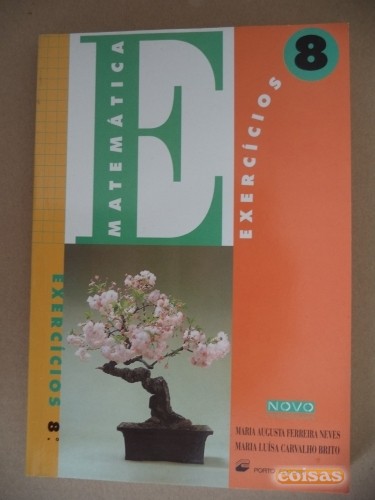 8
MATEMÁTICA
E
EXERCÍCIOS
EXERCÍCIOS 8.º
NOVO
MARIA AUGUSTA FERREIRA NEVES
MARIA LUÍSA CARVALHO BRITO
PORTO
coisas